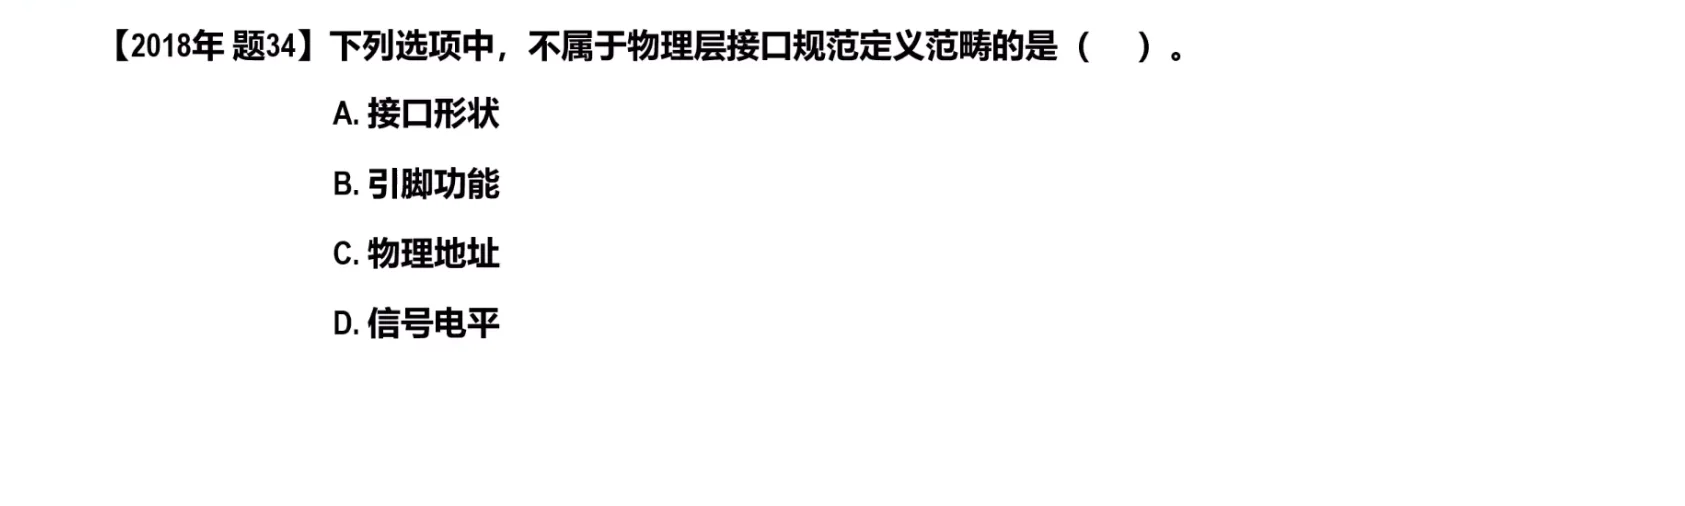 【2018年 题34】下列选项中，不属于物理层接口规范定义范畴的是（ ）。
A. 接口形状
B. 引脚功能
C. 物理地址
D. 信号电平